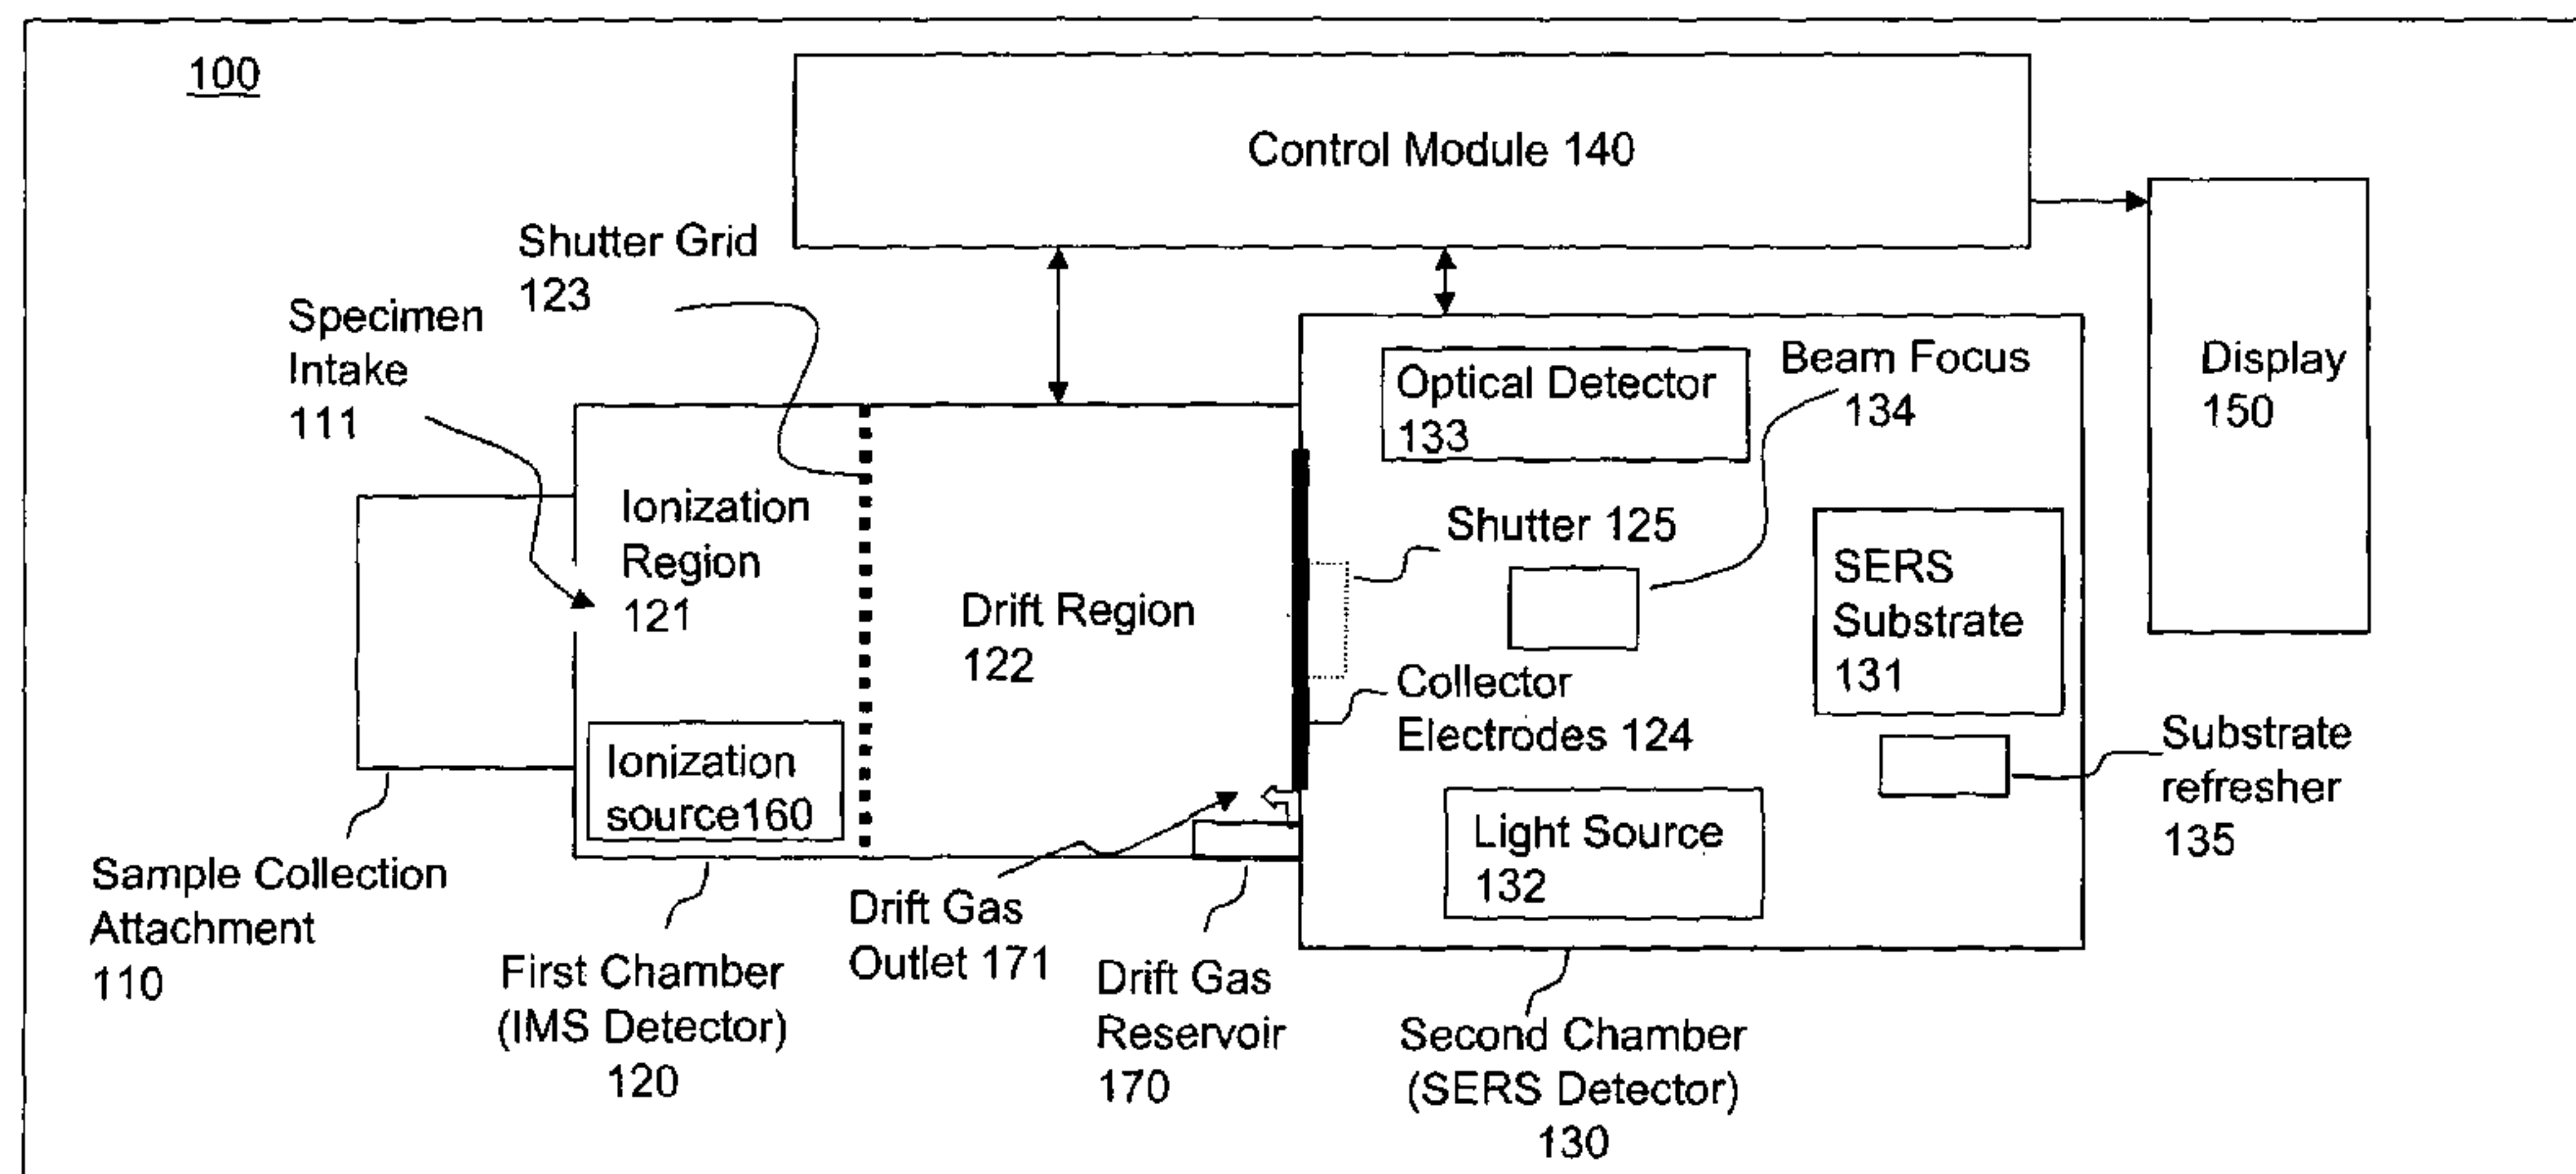 100
Control Module 140
Shutter Grid
123
Specimen
Intake
111
Display
150
Optical Detector
133
Beam Focus
134
Ionization
Region
121
Shutter 125
Drift Region
122
SERS
Substrate
131
Collector
Electrodes 124
Ionization
source160
Light Source
132
Substrate
refresher
135
Sample Collection
Attachment
110
First Chamber
(IMS Detector)
120
Drift Gas
Outlet 171
Drift Gas
Reservoir
170
Second Chamber
(SERS Detector)
130